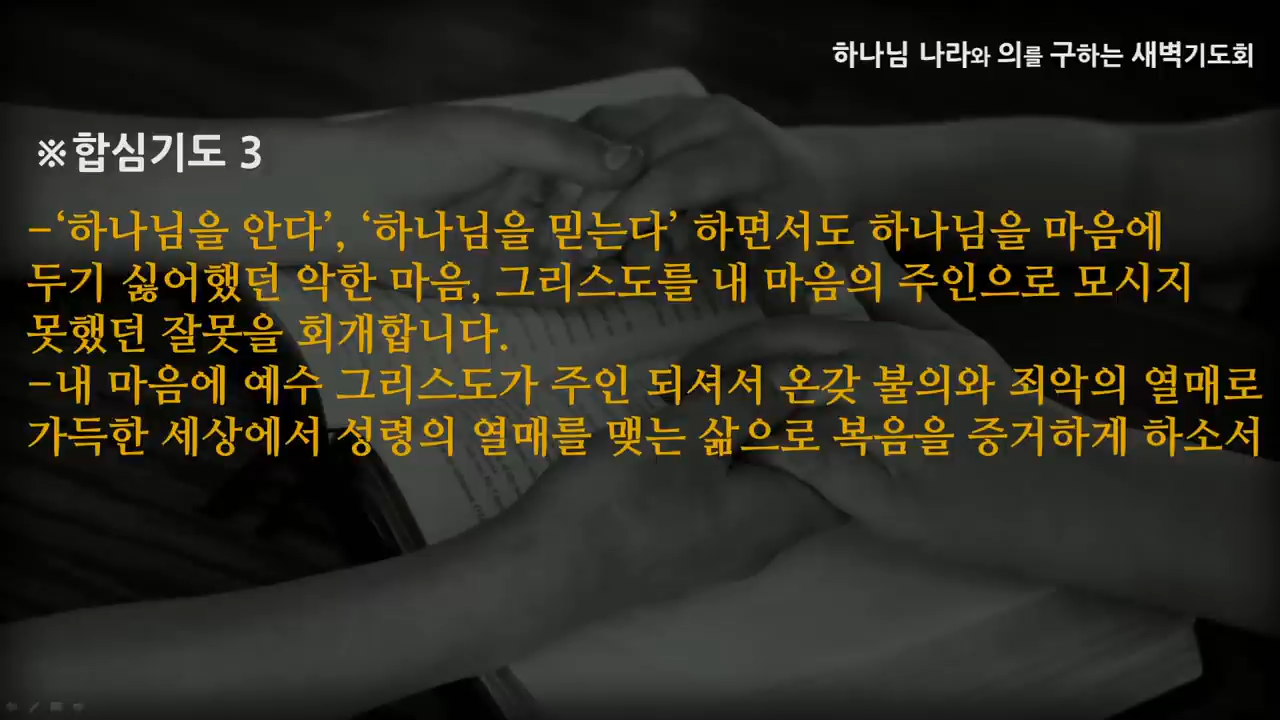 하나님 나라와 의를 구하는 새벽기도회
※합심기도 3
-‘하나님을 안다’, ‘하나님을 믿는다’ 하면서도 하나님을 마음에
두기 싫어했던 악한 마음, 그리스도를 내 마음의 주인으로 모시지
못했던 잘못을 회개합니다.
-내 마음에 예수 그리스도가 주인 되셔서 온갖 불의와 죄악의 열매로
가득한 세상에서 성령의 열매를 맺는 삶으로 복음을 증거하게 하소서